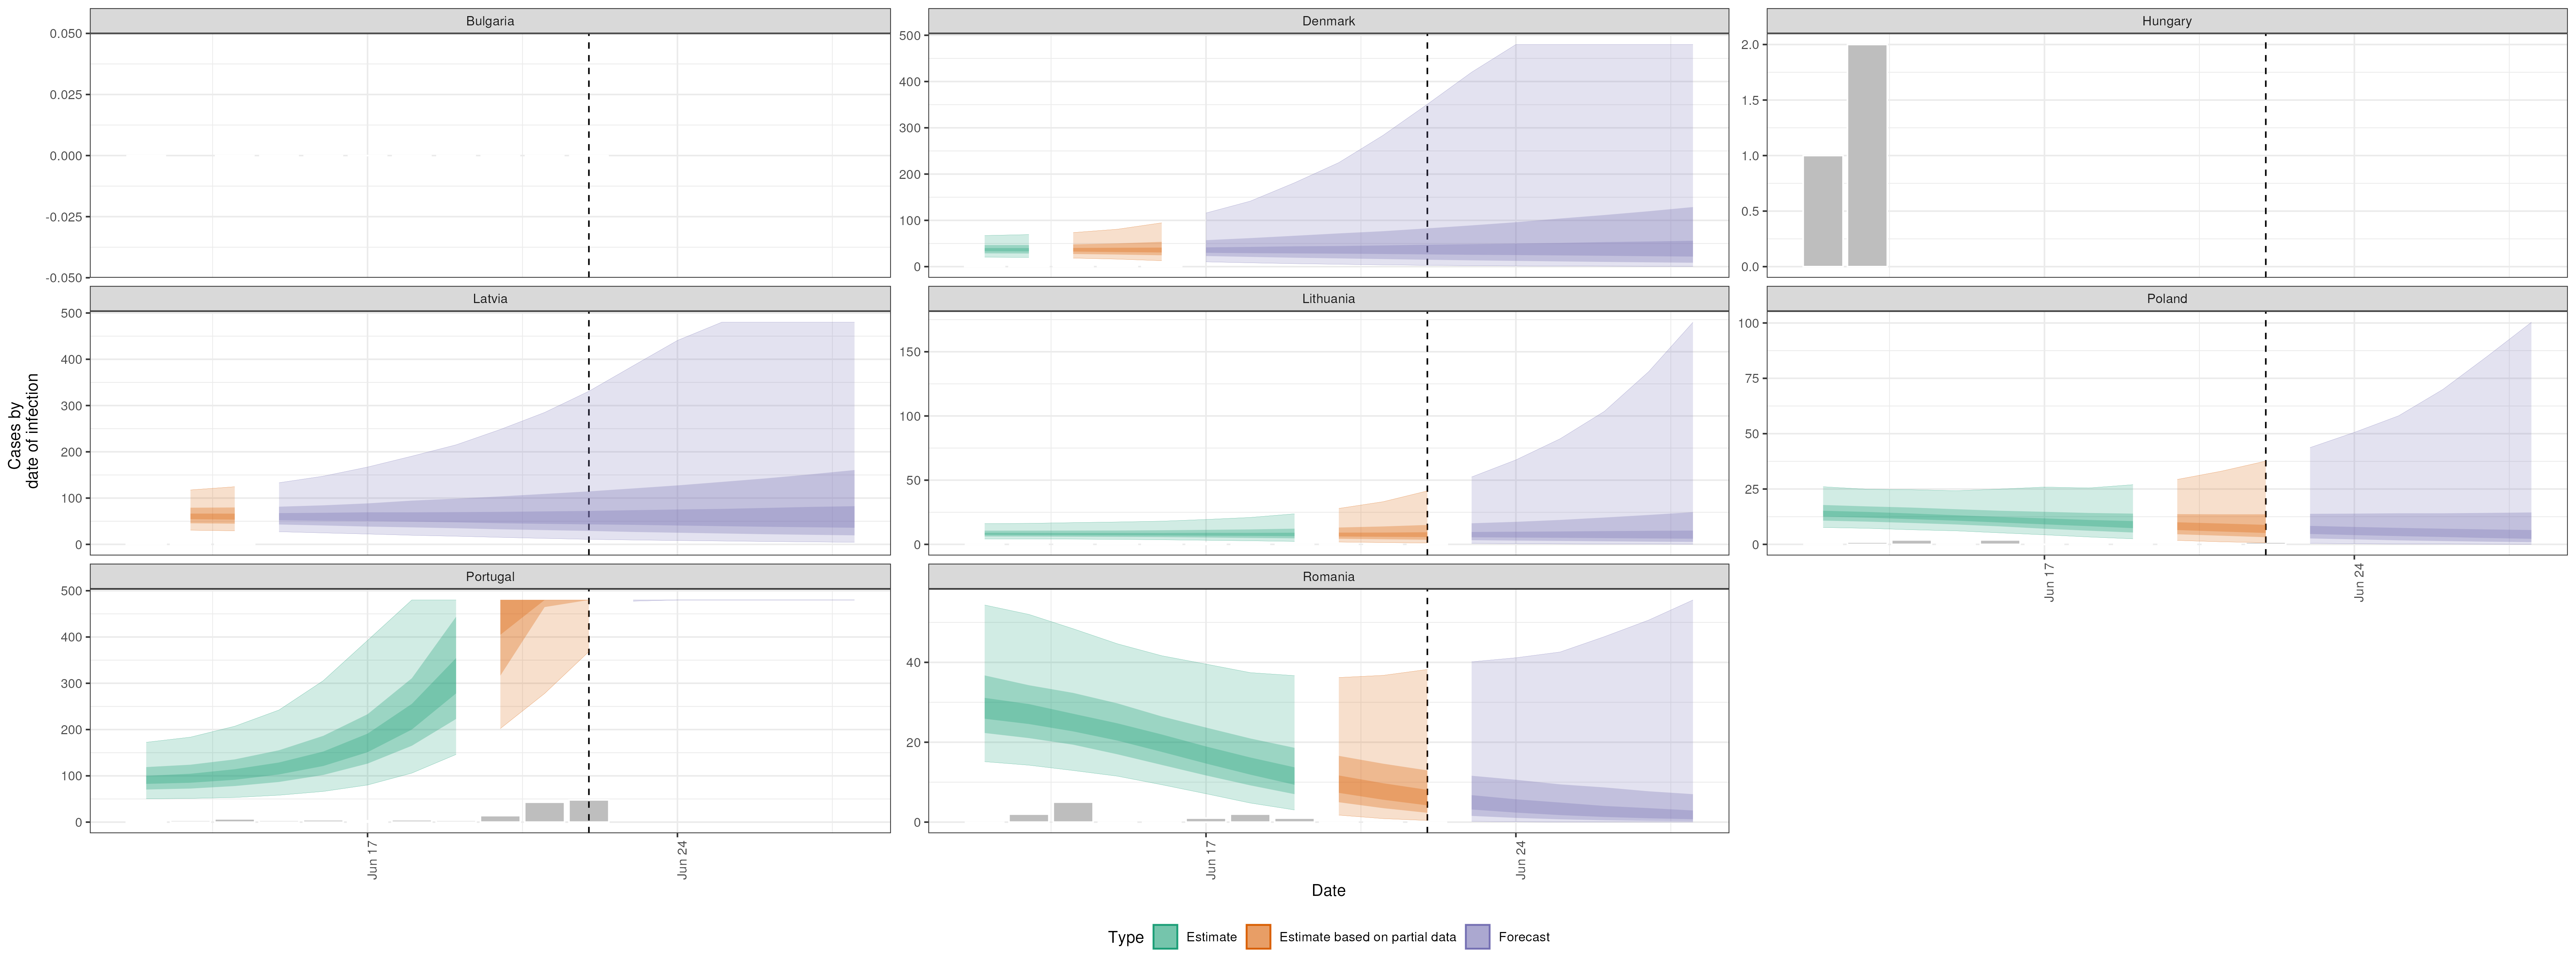 Bulgaria
Denmark
Hungary
0.050
0.025
0.000
-0.025
-0.050
500
400
300
200
100
0
2.0
1.5
1.0
0.5
0.0
Latvia
Lithuania
Poland
500
400
300
200
100
0
150
100
50
0
100
75
50
25
0
Jun 17
Jun 24
Portugal
Romania
500
400
300
200
100
0
40
20
0
Jun 17
Jun 24
Jun 17
Jun 24
Cases by
date of infection
Date
Type Estimate Estimate based on partial data Forecast